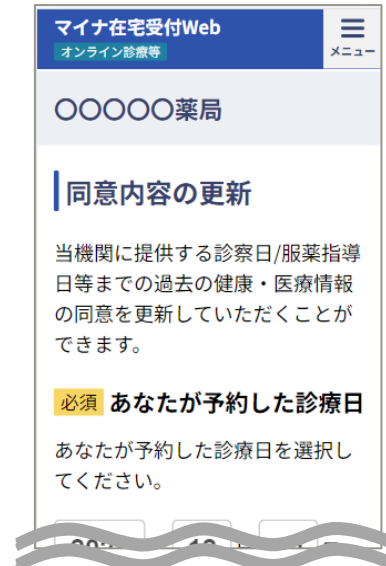 マイナ在宅受付Web
オンライン診療等
メニュー
〇〇〇〇〇薬局
同意内容の更新
当機関に提供する診察日/服薬指導
日等までの過去の健康・医療情報
の同意を更新していただくことが
できます。
必須 あなたが予約した診療日
あなたが予約した診療日を選択し
てください。